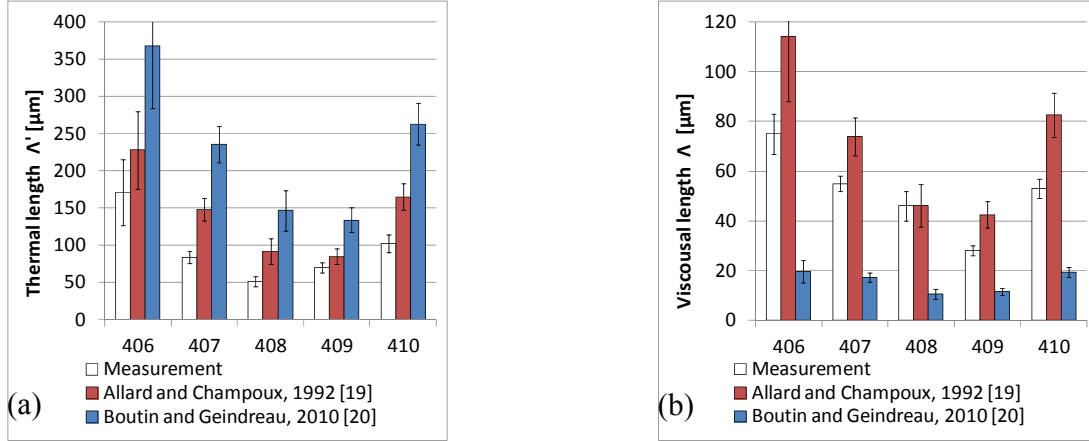 400
350
300
250
200
150
100
50
0
Thermal length Λ' [µm]
406 407 408 409 410
Measurement
Allard and Champoux, 1992 [19]
Boutin and Geindreau, 2010 [20]
(a)
120
100
80
60
40
20
0
Viscousal length Λ [µm]
406 407 408 409 410
Measurement
Allard and Champoux, 1992 [19]
Boutin and Geindreau, 2010 [20]
(b)